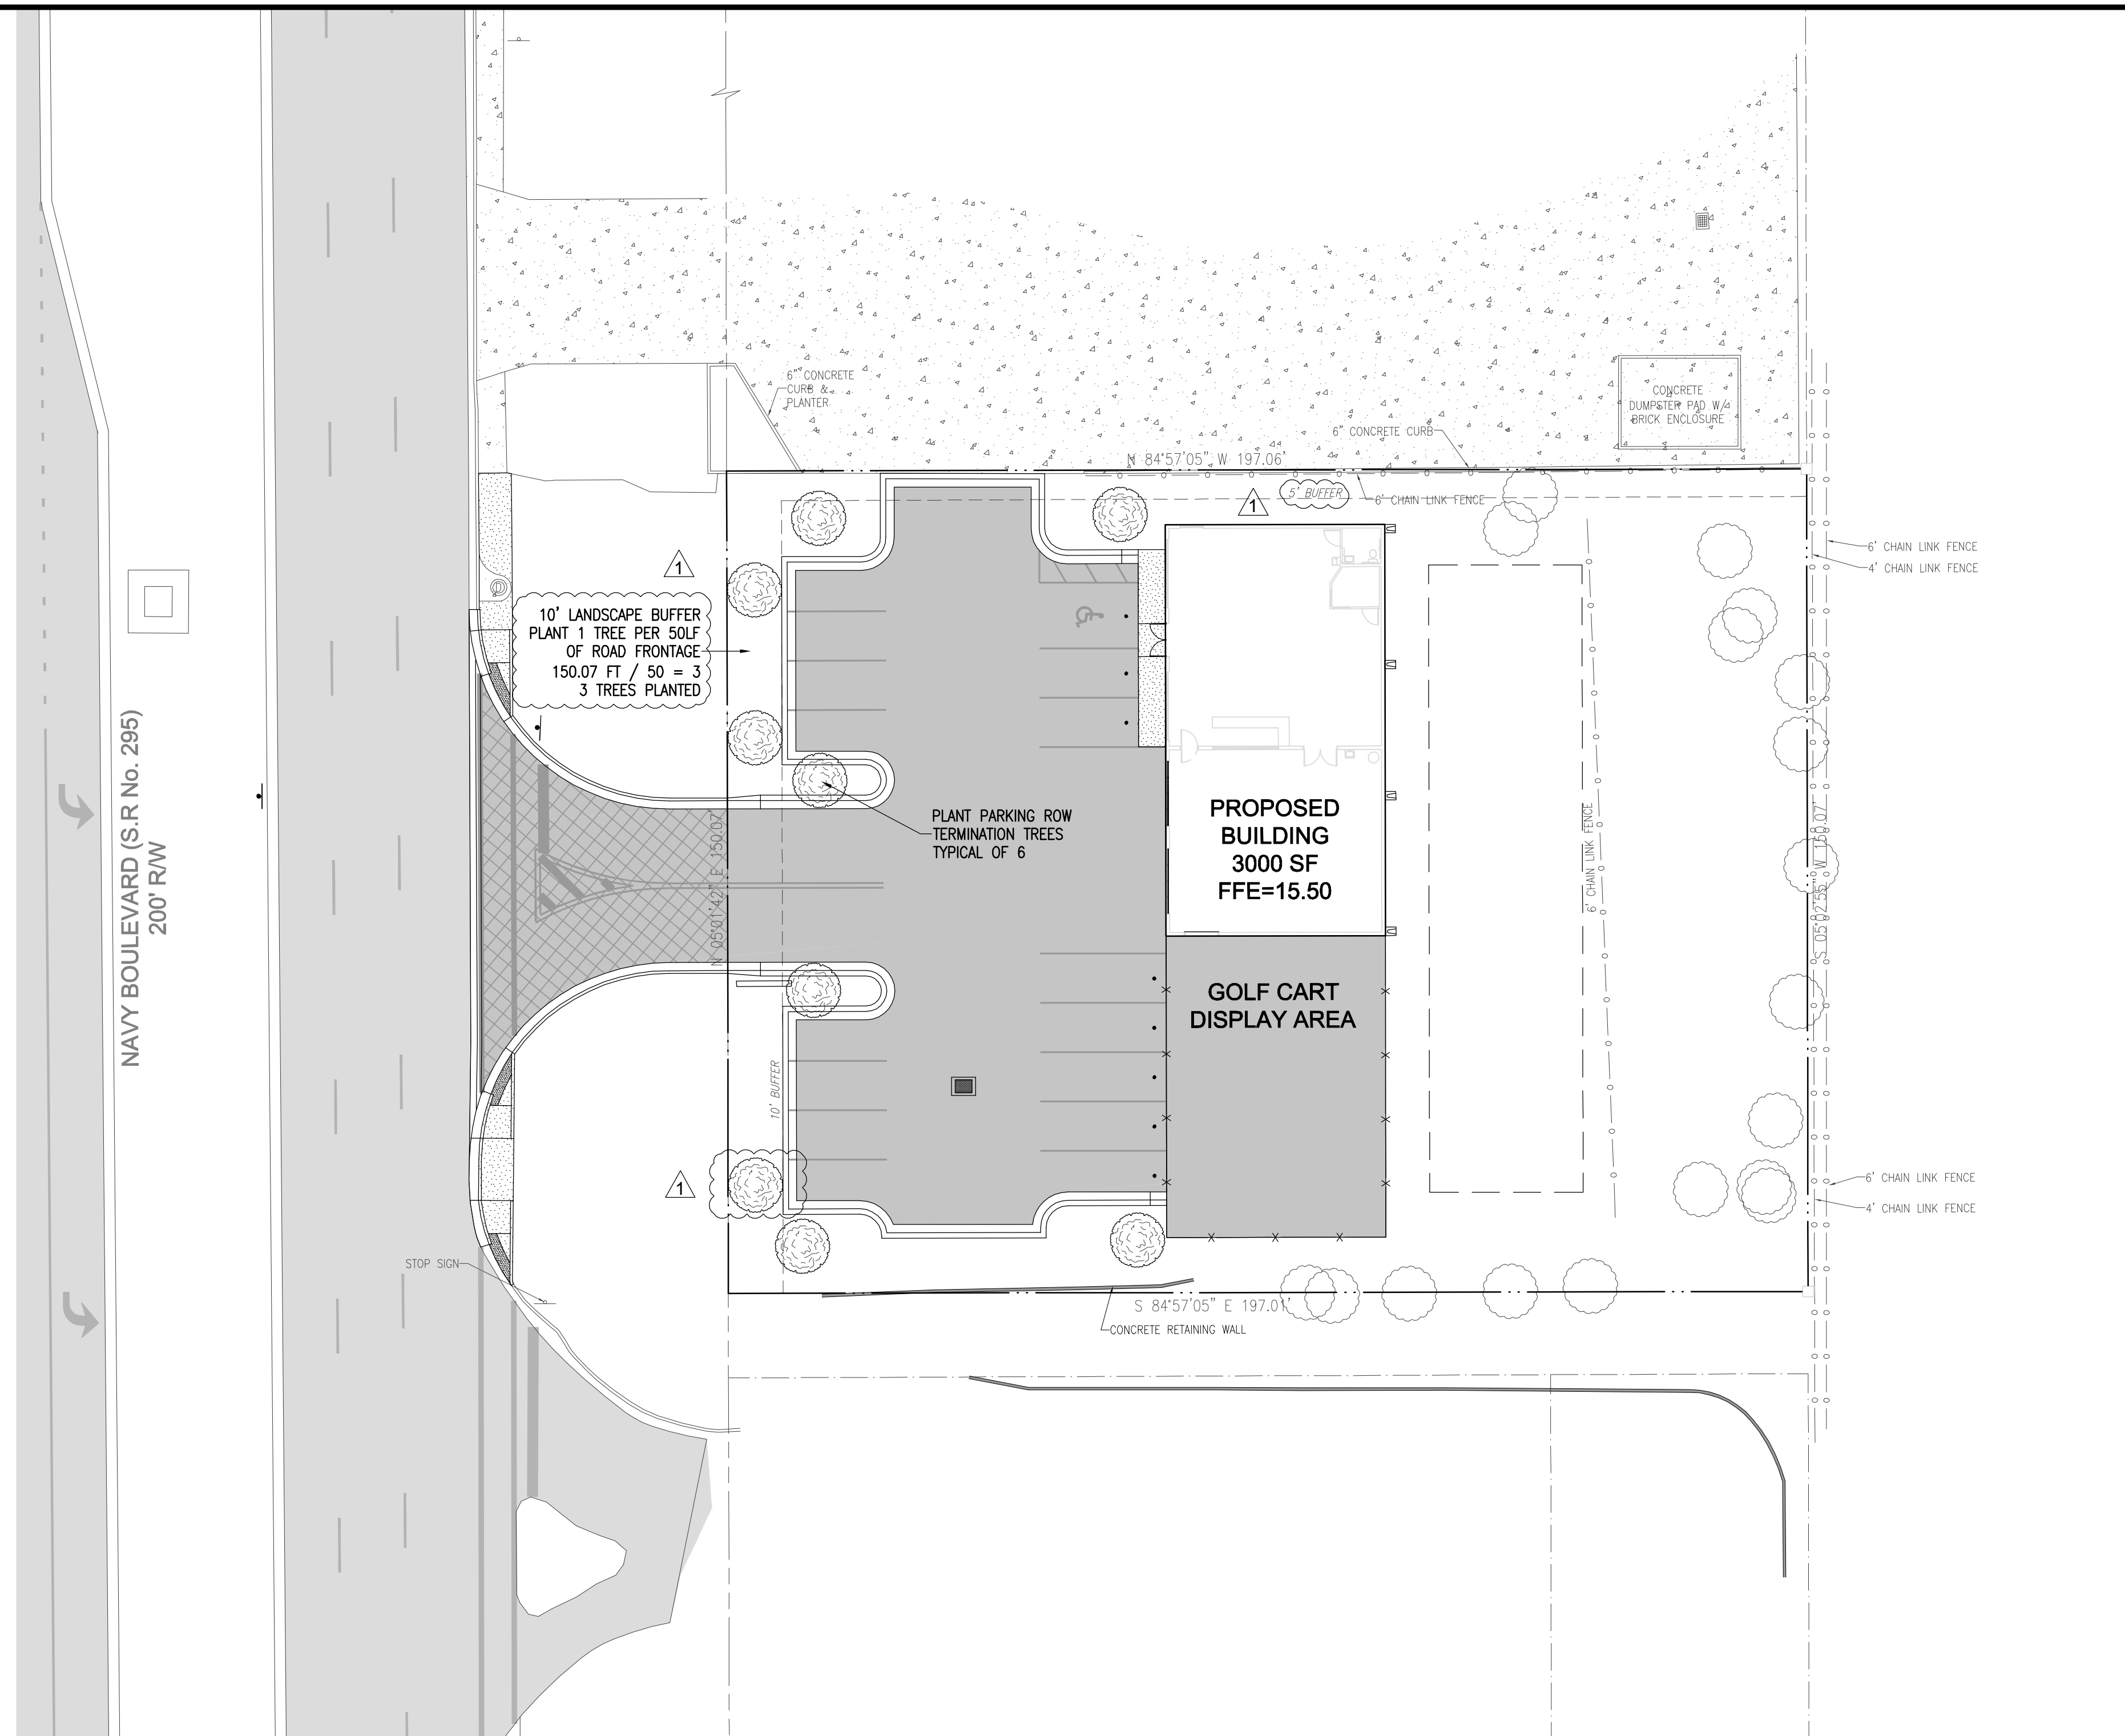 6" CONCRETE
CURB &
PLANTER
CONCRETE
DUMPSTER PAD W/
BRICK ENCLOSURE
6" CONCRETE CURB
N 84°57'05" W 197.06'
5' BUFFER
6' CHAIN LINK FENCE
1
1
6' CHAIN LINK FENCE
4' CHAIN LINK FENCE
10' LANDSCAPE BUFFER
PLANT 1 TREE PER 50LF
OF ROAD FRONTAGE
150.07 FT / 50 = 3
3 TREES PLANTED
NAVY BOULEVARD (S.R No. 295)
200' R/W
N 05°01'42" E 150.07'
PLANT PARKING ROW
TERMINATION TREES
TYPICAL OF 6
PROPOSED
BUILDING
3000 SF
FFE=15.50
6' CHAIN LINK FENCE
S 05°02'55" W 150.07'
GOLF CART
DISPLAY AREA
10' BUFFER
1
6' CHAIN LINK FENCE
4' CHAIN LINK FENCE
STOP SIGN
S 84°57'05" E 197.01'
CONCRETE RETAINING WALL